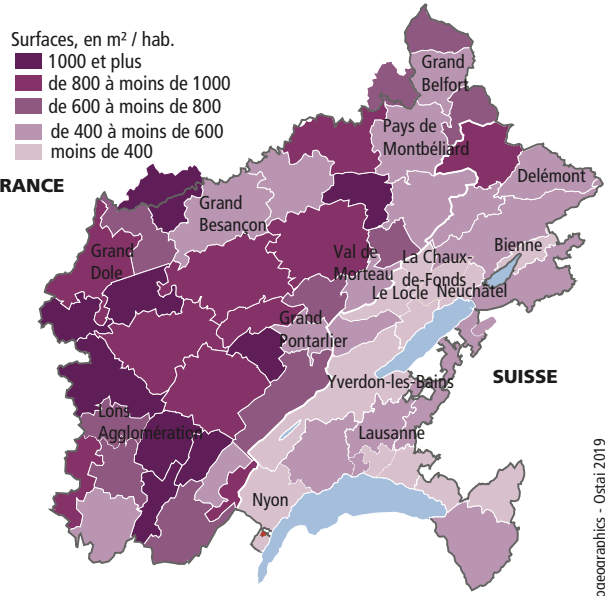 Surfaces, en m² / hab.
1000 et plus
de 800 à moins de 1000
de 600 à moins de 800
de 400 à moins de 600
moins de 400
RANCE
Grand
Belfort
Pays de
Montbéliard
Delémont
Grand
Besançon
Grand
Dole
Val de
Morteau
La Chaux-
de-Fonds
Bienne
Le Locle
Neuchâtel
Grand
Pontarlier
Yverdon-les-Bains
SUISSE
Lons
Agglomération
Lausanne
Nyon
ogeographics - Ostaj 2019